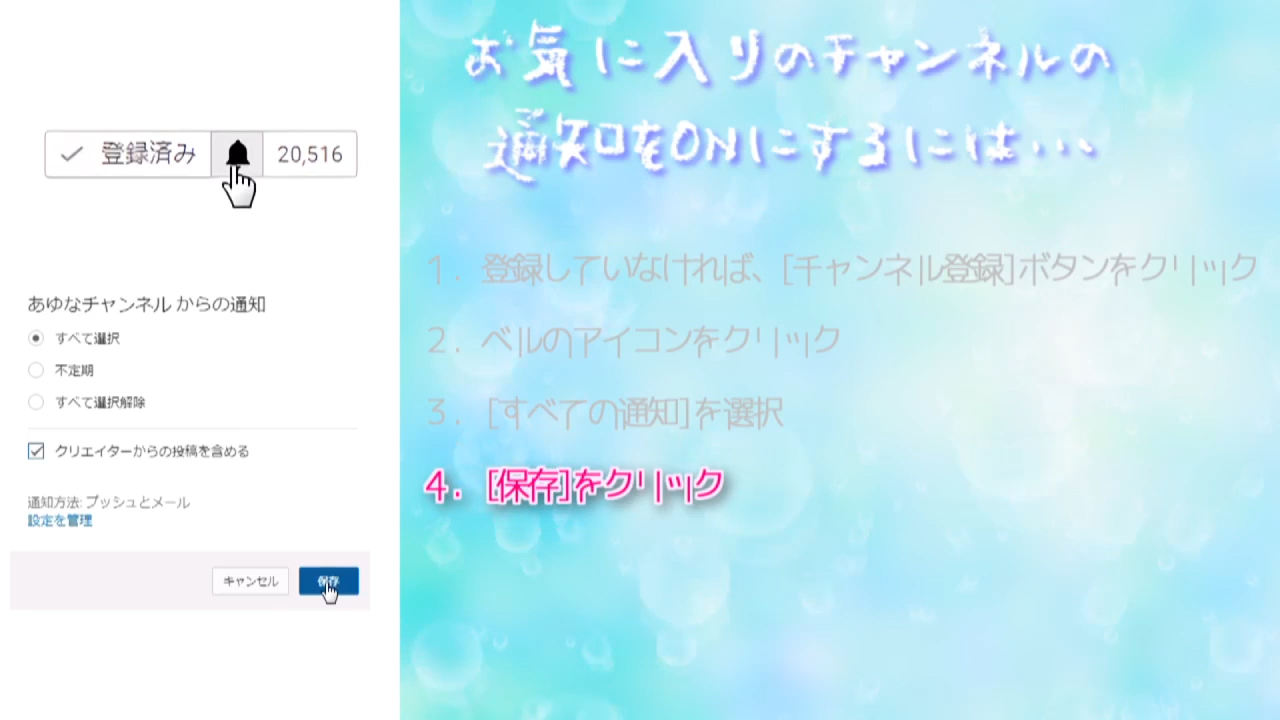 登録済み 20,516
あゆなチャンネル からの通知
すべて選択
不定期
すべて選択解除
クリエイターからの投稿を含める
通知方法: プッシュとメール
設定を管理
キャンセル 保存
お気に入りのチャンネルの
通知をONにするには・・・
1. 登録していなければ、[チャンネル登録]ボタンをクリック
2. ベルのアイコンをクリック
3. [すべての通知]を選択
4. [保存]をクリック